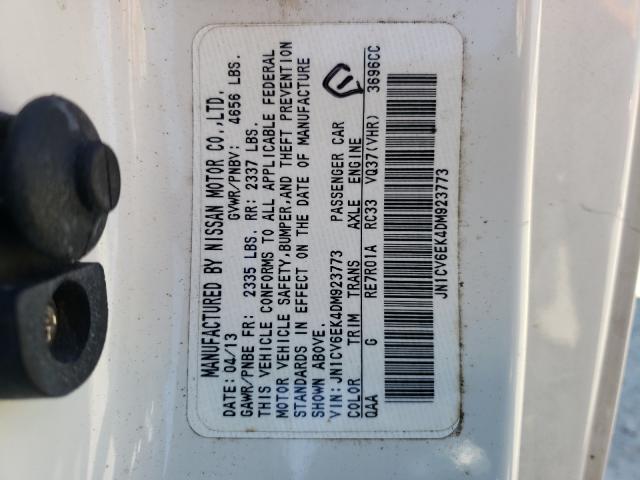 MANUFACTURED BY NISSAN MOTOR CO.,LTD.
DATE: 04/13 GVWR/PNBV: 4656 LBS.
GAWR/PNBE FR: 2335 LBS. RR: 2337 LBS.
THIS VEHICLE CONFORMS TO ALL APPLICABLE FEDERAL
MOTOR VEHICLE SAFETY,BUMPER,AND THEFT PREVENTION
STANDARDS IN EFFECT ON THE DATE OF MANUFACTURE
SHOWN ABOVE.
VIN:JN1CV6EK4DM923773 PASSENGER CAR
COLOR TRIM TRANS AXLE ENGINE
QAA G RE7R01A RC33 VQ37(VHR) 3696CC
JN1CV6EK4DM923773